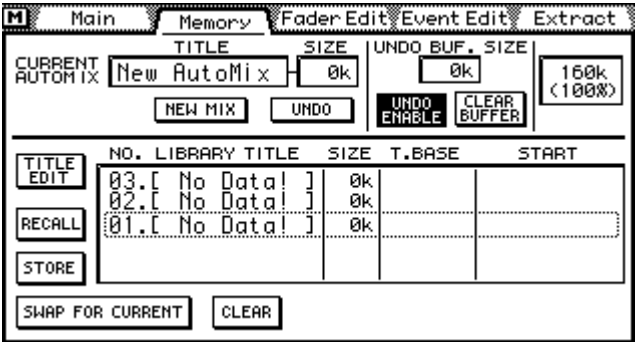 M Main Memory Fader Edit Event Edit Extract
TITLE SIZE UNDO BUF. SIZE
CURRENT AUTOMIX New AutoMix 0k 0k 160k
(100%)
NEW MIX UNDO UNDO ENABLE CLEAR BUFFER
NO. LIBRARY TITLE SIZE T.BASE START
TITLE EDIT
03.[ No Data! ] 0k
02.[ No Data! ] 0k
RECALL 01.[ No Data! ] 0k
STORE
SWAP FOR CURRENT CLEAR